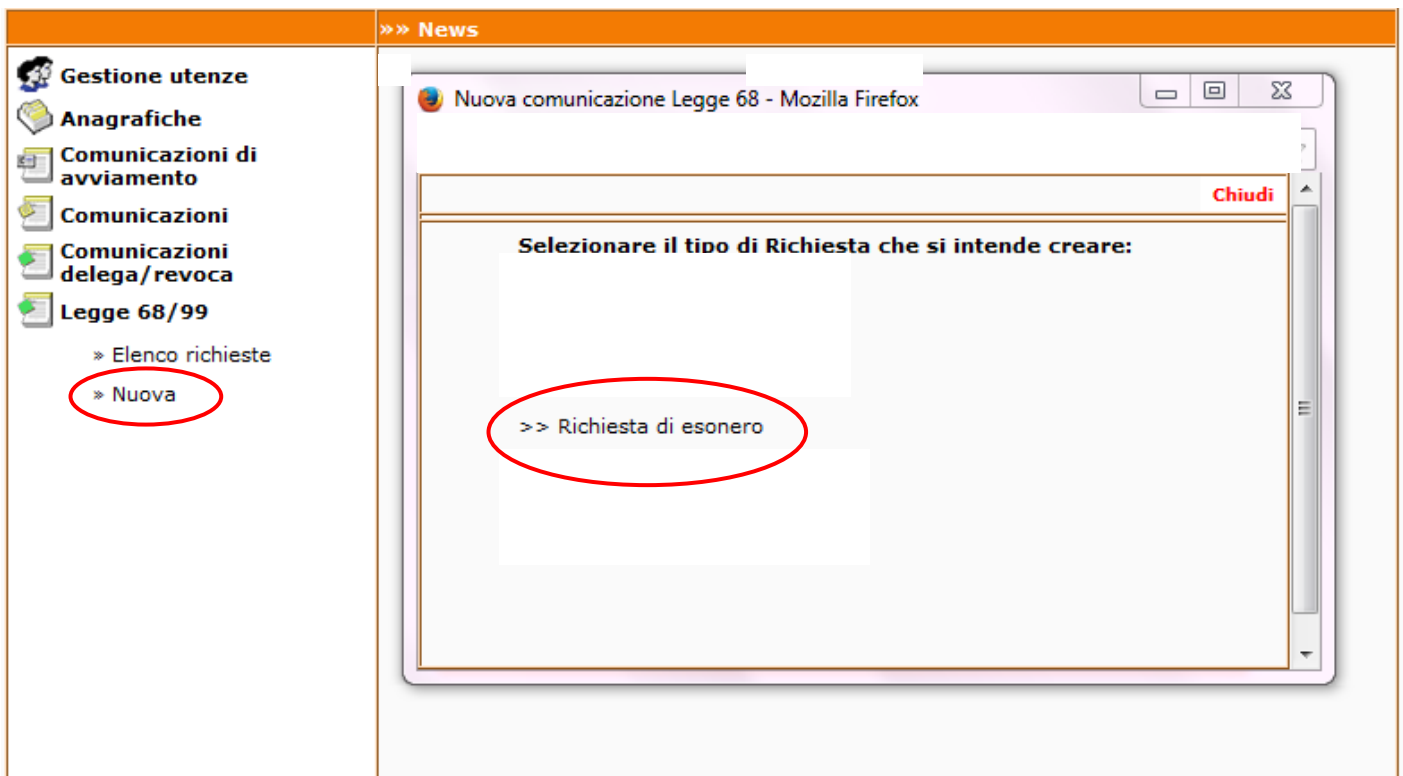 »» News
Gestione utenze
Anagrafiche
Comunicazioni di
avviamento
Comunicazioni
Comunicazioni
delega/revoca
Legge 68/99
» Elenco richieste
» Nuova
Nuova comunicazione Legge 68 - Mozilla Firefox
Chiudi
Selezionare il tipo di Richiesta che si intende creare:
>> Richiesta di esonero